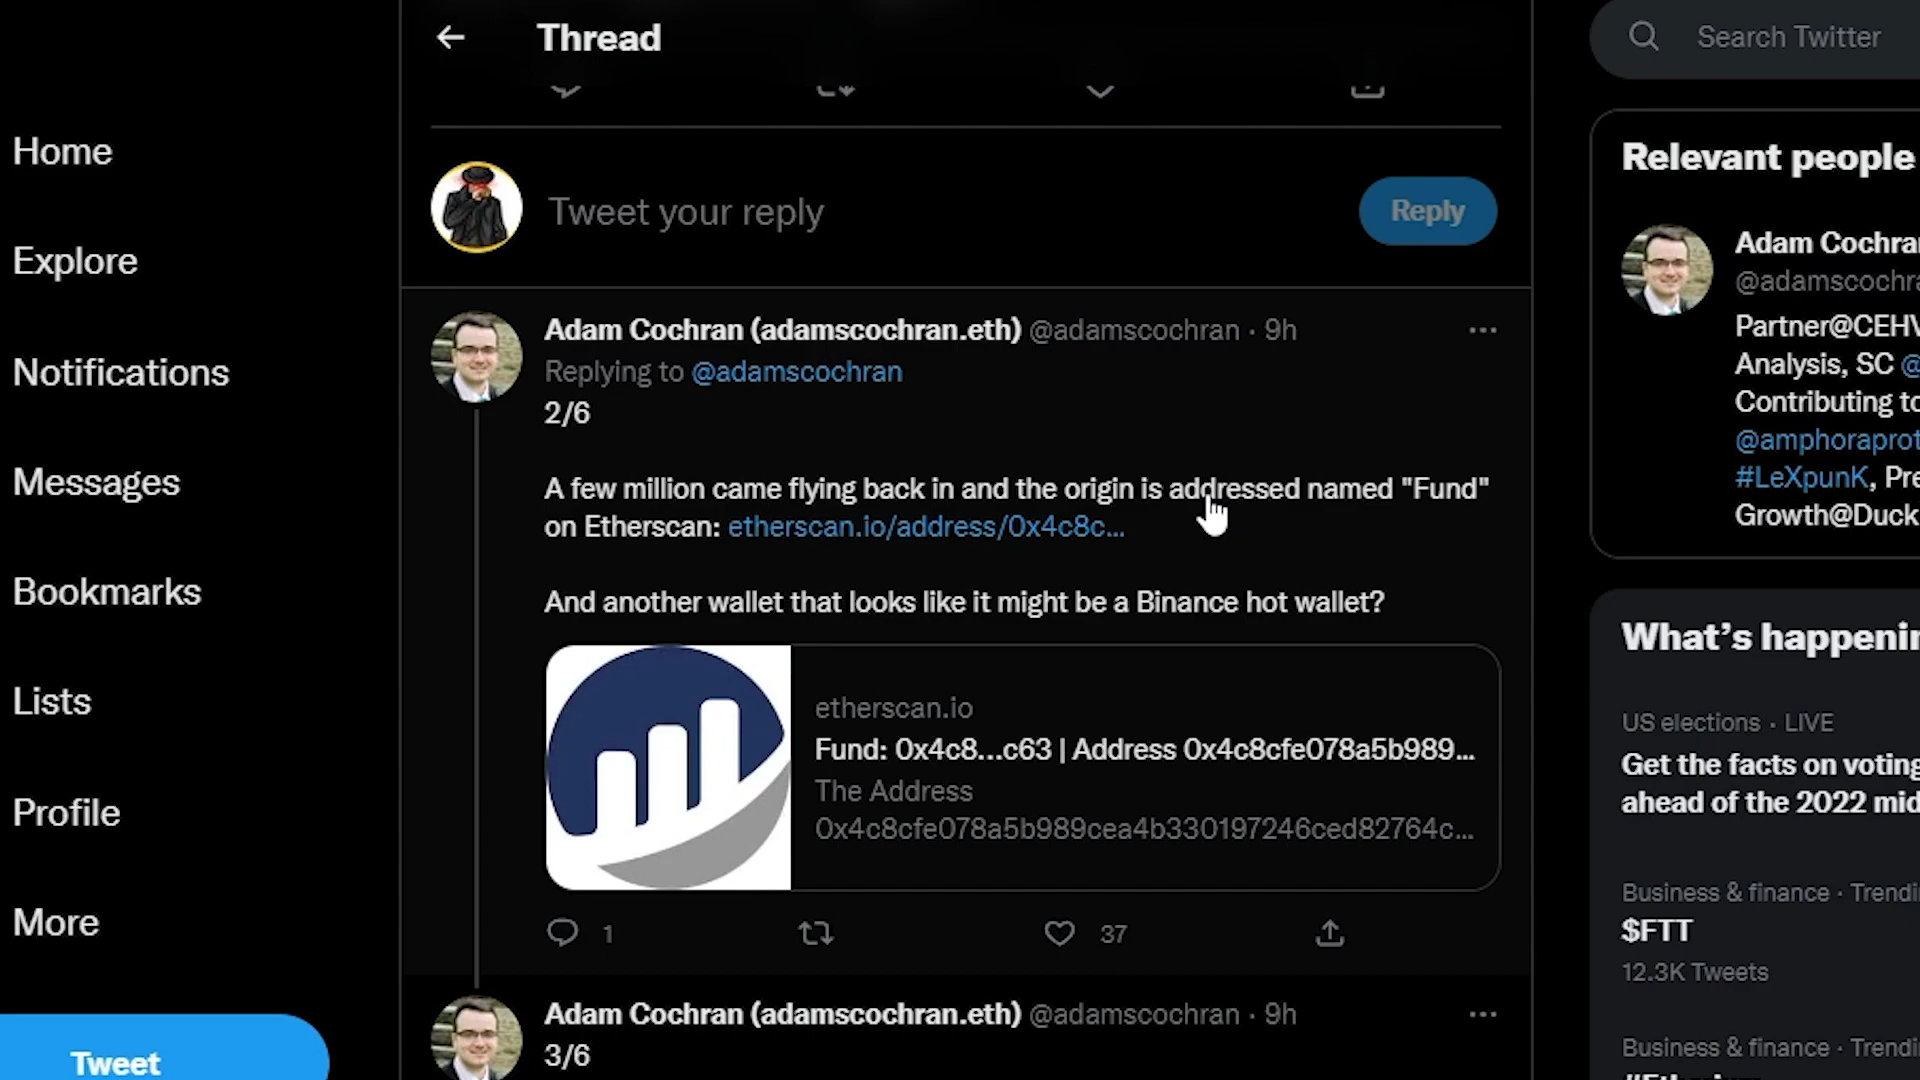 Thread
Search Twitter
Home
Explore
Notifications
Messages
Bookmarks
Lists
Profile
More
Tweet
Tweet your reply
Reply
Adam Cochran (adamscochran.eth) @adamscochran · 9h
Replying to @adamscochran
2/6
A few million came flying back in and the origin is addressed named "Fund"
on Etherscan: etherscan.io/address/0x4c8c...
And another wallet that looks like it might be a Binance hot wallet?
etherscan.io
Fund: 0x4c8...c63 | Address 0x4c8cfe078a5b989...
The Address
0x4c8cfe078a5b989cea4b330197246ced82764c...
1
37
Adam Cochran (adamscochran.eth) @adamscochran · 9h
3/6
Relevant people
Adam Cochran
@adamscochra
Partner@CEHV
Analysis, SC @
Contributing to
@amphoraprot
#LeXpunK, Pre
Growth@Duck
What's happenin
US elections · LIVE
Get the facts on voting
ahead of the 2022 mid
Business & finance · Trendi
$FTT
12.3K Tweets
Business & finance · Trendi